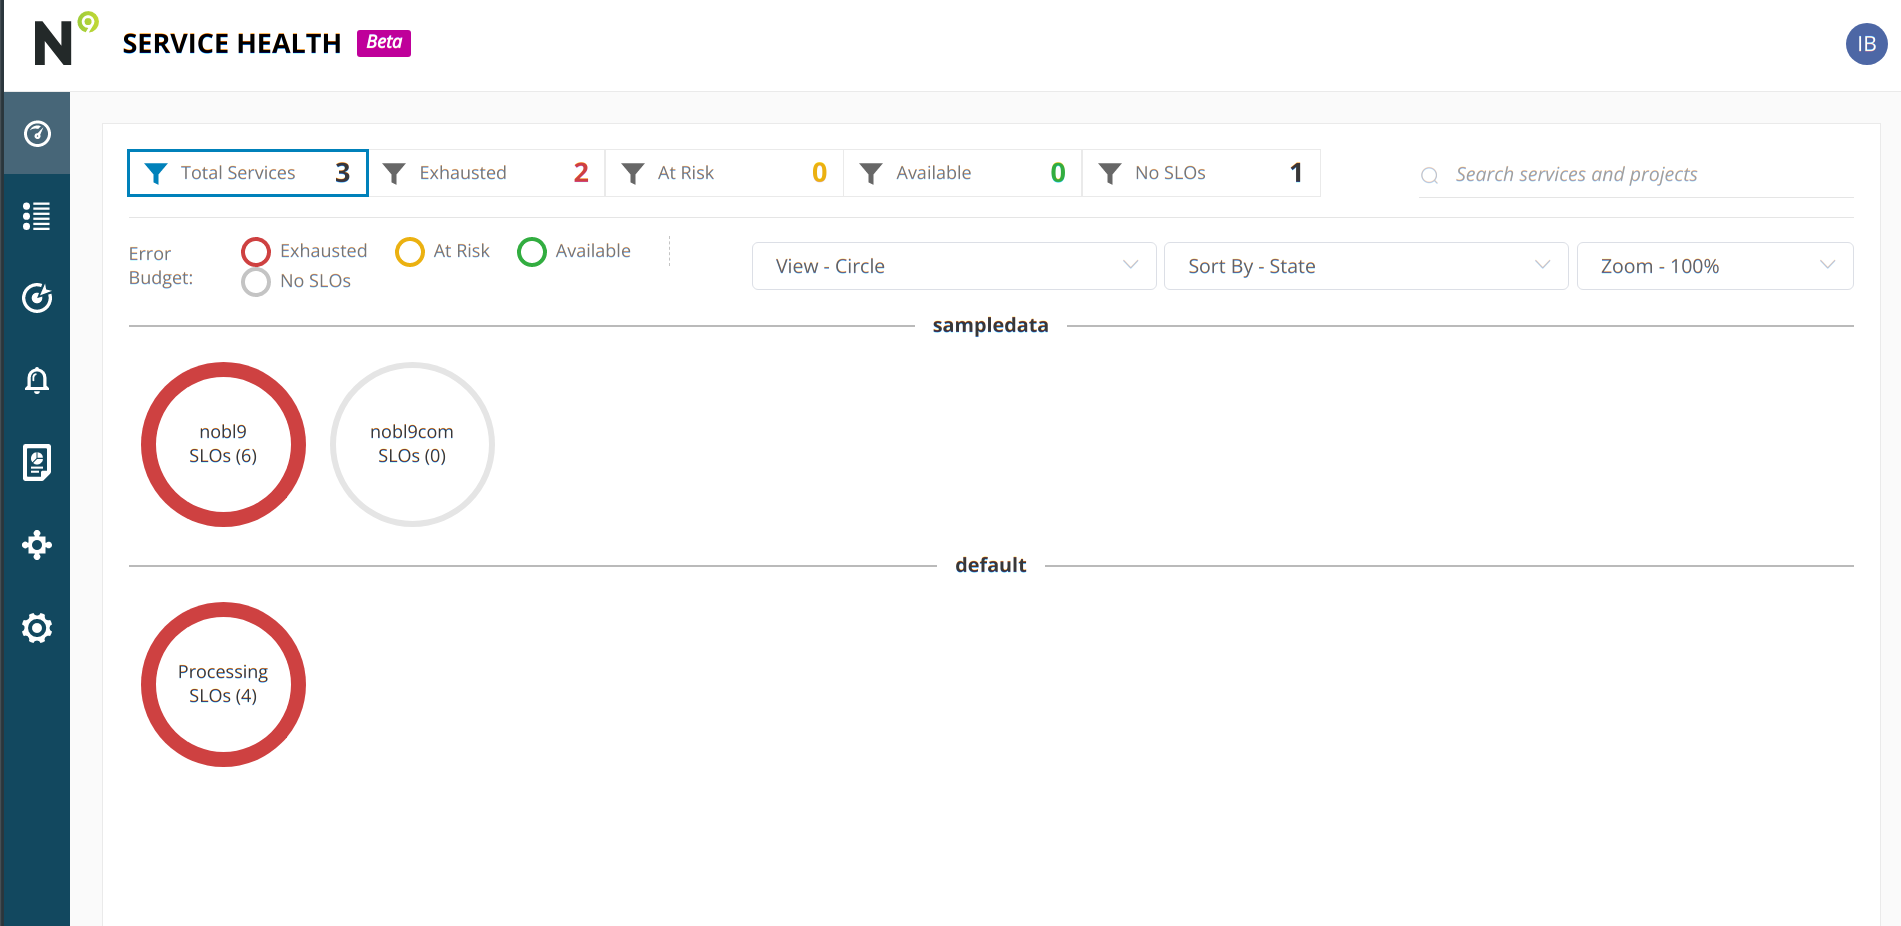 N9
SERVICE HEALTH Beta
IB
Total Services 3 Exhausted 2 At Risk 0 Available 0 No SLOs 1 Search services and projects
Error Budget:
Exhausted At Risk Available
No SLOs
View - Circle Sort By - State Zoom - 100%
sampledata
nobl9
SLOs (6)
nobl9com
SLOs (0)
default
Processing
SLOs (4)